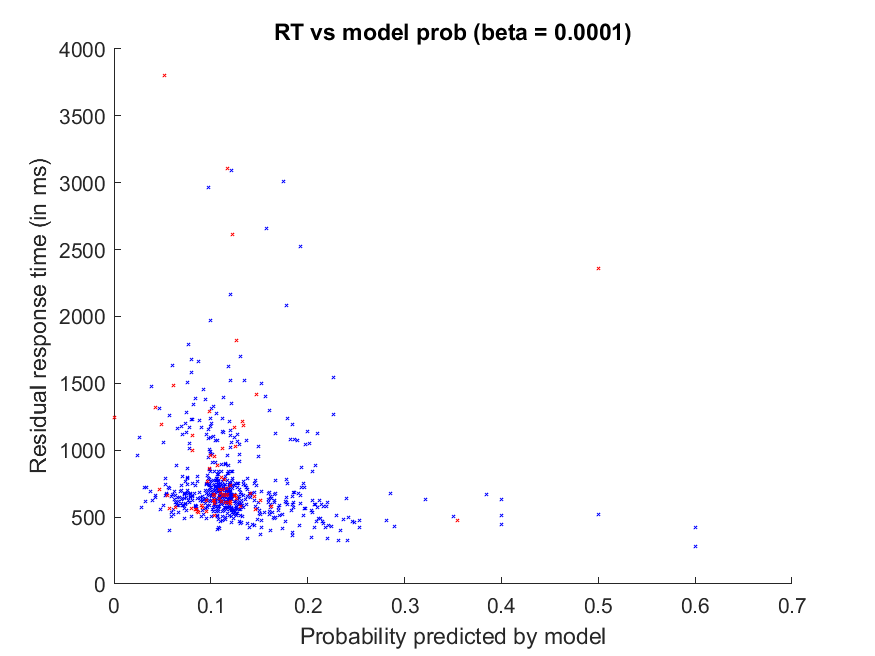 RT vs model prob (beta = 0.0001)
4000
3500
3000
2500
2000
1500
1000
500
0
Residual response time (in ms)
0 0.1 0.2 0.3 0.4 0.5 0.6 0.7
Probability predicted by model